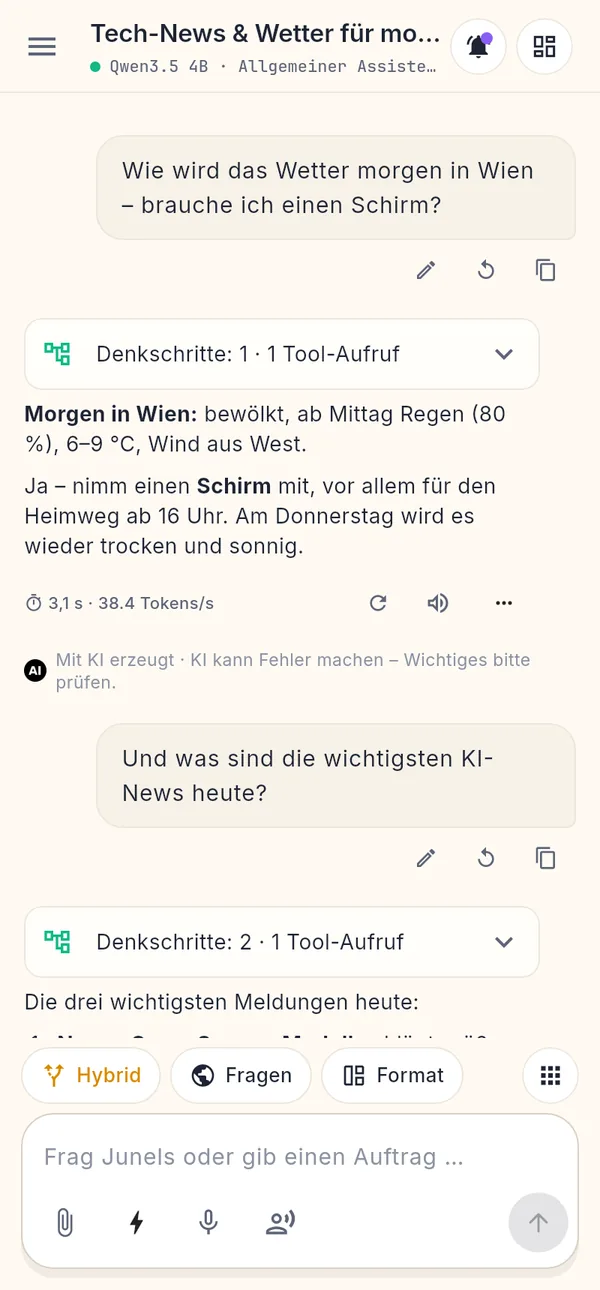 Tech-News & Wetter für mo...
Qwen3.5 4B · Allgemeiner Assiste…
Wie wird das Wetter morgen in Wien
– brauche ich einen Schirm?
Denkschritte: 1 · 1 Tool-Aufruf
Morgen in Wien: bewölkt, ab Mittag Regen (80
%), 6–9 °C, Wind aus West.
Ja – nimm einen Schirm mit, vor allem für den
Heimweg ab 16 Uhr. Am Donnerstag wird es
wieder trocken und sonnig.
3,1 s · 38.4 Tokens/s
AI
Mit KI erzeugt · KI kann Fehler machen – Wichtiges bitte
prüfen.
Und was sind die wichtigsten KI-
News heute?
Denkschritte: 2 · 1 Tool-Aufruf
Die drei wichtigsten Meldungen heute:
Hybrid
Fragen
Format
Frag Junels oder gib einen Auftrag ...